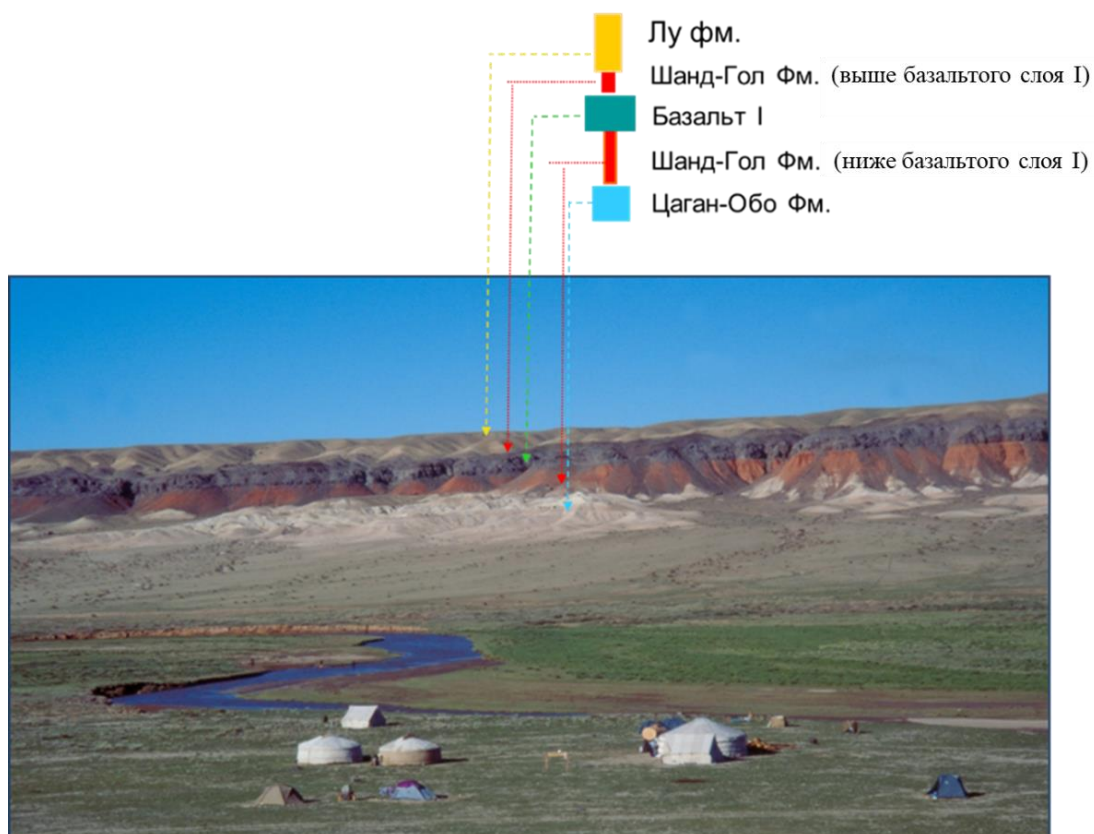 Лу фм.
Шанд-Гол Фм. (выше базальтого слоя I)
Базальт I
Шанд-Гол Фм. (ниже базальтого слоя I)
Цаган-Обо Фм.